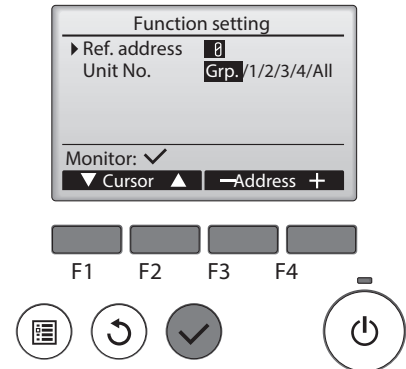 Function setting
Ref. address 0
Unit No. Grp./1/2/3/4/All
Monitor: ✓
▼ Cursor ▲ −Address +
F1 F2 F3 F4